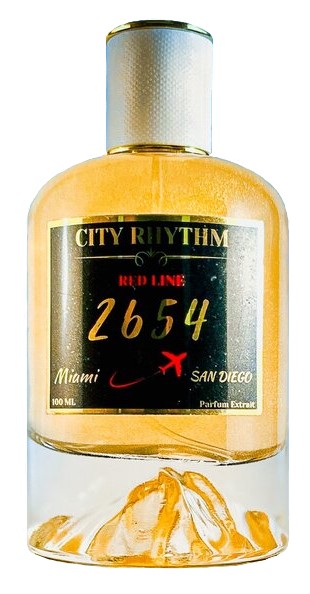 CITY RHYTHM
RED LINE
2654
Miami SAN DIEGO
100 ML Parfum Extrait